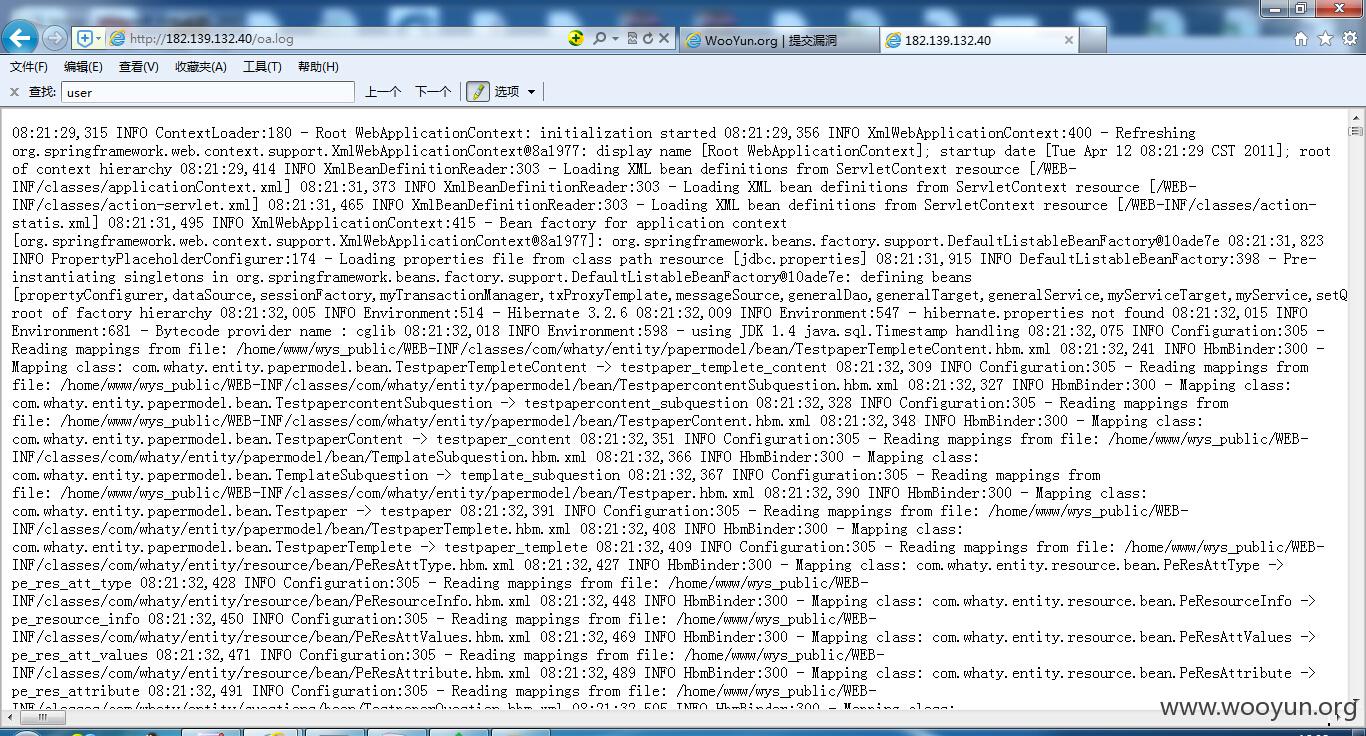 http://182.139.132.40/oa.log
WooYun.org | 提交漏洞
182.139.132.40
文件(F) 编辑(E) 查看(V) 收藏夹(A) 工具(T) 帮助(H)
查找: user 上一个 下一个 选项
08:21:29,315 INFO ContextLoader:180 - Root WebApplicationContext: initialization started 08:21:29,356 INFO XmlWebApplicationContext:400 - Refreshing
org.springframework.web.context.support.XmlWebApplicationContext@8a1977: display name [Root WebApplicationContext]; startup date [Tue Apr 12 08:21:29 CST 2011]; root
of context hierarchy 08:21:29,414 INFO XmlBeanDefinitionReader:303 - Loading XML bean definitions from ServletContext resource [/WEB-
INF/classes/applicationContext.xml] 08:21:31,373 INFO XmlBeanDefinitionReader:303 - Loading XML bean definitions from ServletContext resource [/WEB-
INF/classes/action-servlet.xml] 08:21:31,465 INFO XmlBeanDefinitionReader:303 - Loading XML bean definitions from ServletContext resource [/WEB-INF/classes/action-
statis.xml] 08:21:31,495 INFO XmlWebApplicationContext:415 - Bean factory for application context
[org.springframework.web.context.support.XmlWebApplicationContext@8a1977]: org.springframework.beans.factory.support.DefaultListableBeanFactory@10ade7e 08:21:31,823
INFO PropertyPlaceholderConfigurer:174 - Loading properties file from class path resource [jdbc.properties] 08:21:31,915 INFO DefaultListableBeanFactory:398 - Pre-
instantiating singletons in org.springframework.beans.factory.support.DefaultListableBeanFactory@10ade7e: defining beans
[propertyConfigurer,dataSource,sessionFactory,myTransactionManager,txProxyTemplate,messageSource,generalDao,generalTarget,generalService,myServiceTarget,myService,setQ
root of factory hierarchy 08:21:32,005 INFO Environment:514 - Hibernate 3.2.6 08:21:32,009 INFO Environment:547 - hibernate.properties not found 08:21:32,015 INFO
Environment:681 - Bytecode provider name : cglib 08:21:32,018 INFO Environment:598 - using JDK 1.4 java.sql.Timestamp handling 08:21:32,075 INFO Configuration:305 -
Reading mappings from file: /home/www/wys_public/WEB-INF/classes/com/whaty/entity/papermodel/bean/TestpaperTempleteContent.hbm.xml 08:21:32,241 INFO HbmBinder:300 -
Mapping class: com.whaty.entity.papermodel.bean.TestpaperTempleteContent -> testpaper_templete_content 08:21:32,309 INFO Configuration:305 - Reading mappings from
file: /home/www/wys_public/WEB-INF/classes/com/whaty/entity/papermodel/bean/TestpapercontentSubquestion.hbm.xml 08:21:32,327 INFO HbmBinder:300 - Mapping class:
com.whaty.entity.papermodel.bean.TestpapercontentSubquestion -> testpapercontent_subquestion 08:21:32,328 INFO Configuration:305 - Reading mappings from
file: /home/www/wys_public/WEB-INF/classes/com/whaty/entity/papermodel/bean/TestpaperContent.hbm.xml 08:21:32,348 INFO HbmBinder:300 - Mapping class:
com.whaty.entity.papermodel.bean.TestpaperContent -> testpaper_content 08:21:32,351 INFO Configuration:305 - Reading mappings from file: /home/www/wys_public/WEB-
INF/classes/com/whaty/entity/papermodel/bean/TemplateSubquestion.hbm.xml 08:21:32,366 INFO HbmBinder:300 - Mapping class:
com.whaty.entity.papermodel.bean.TemplateSubquestion -> template_subquestion 08:21:32,367 INFO Configuration:305 - Reading mappings from
file: /home/www/wys_public/WEB-INF/classes/com/whaty/entity/papermodel/bean/Testpaper.hbm.xml 08:21:32,390 INFO HbmBinder:300 - Mapping class:
com.whaty.entity.papermodel.bean.Testpaper -> testpaper 08:21:32,391 INFO Configuration:305 - Reading mappings from file: /home/www/wys_public/WEB-
INF/classes/com/whaty/entity/papermodel/bean/TestpaperTemplete.hbm.xml 08:21:32,408 INFO HbmBinder:300 - Mapping class:
com.whaty.entity.papermodel.bean.TestpaperTemplete -> testpaper_templete 08:21:32,409 INFO Configuration:305 - Reading mappings from file: /home/www/wys_public/WEB-
INF/classes/com/whaty/entity/resource/bean/PeResAttType.hbm.xml 08:21:32,427 INFO HbmBinder:300 - Mapping class: com.whaty.entity.resource.bean.PeResAttType ->
pe_res_att_type 08:21:32,428 INFO Configuration:305 - Reading mappings from file: /home/www/wys_public/WEB-
INF/classes/com/whaty/entity/resource/bean/PeResourceInfo.hbm.xml 08:21:32,448 INFO HbmBinder:300 - Mapping class: com.whaty.entity.resource.bean.PeResourceInfo ->
pe_resource_info 08:21:32,450 INFO Configuration:305 - Reading mappings from file: /home/www/wys_public/WEB-
INF/classes/com/whaty/entity/resource/bean/PeResAttValues.hbm.xml 08:21:32,469 INFO HbmBinder:300 - Mapping class: com.whaty.entity.resource.bean.PeResAttValues ->
pe_res_att_values 08:21:32,471 INFO Configuration:305 - Reading mappings from file: /home/www/wys_public/WEB-
INF/classes/com/whaty/entity/resource/bean/PeResAttribute.hbm.xml 08:21:32,489 INFO HbmBinder:300 - Mapping class: com.whaty.entity.resource.bean.PeResAttribute ->
pe_res_attribute 08:21:32,491 INFO Configuration:305 - Reading mappings from file: /home/www/wys_public/WEB-
INF/classes/com/whaty/entity/questions/bean/TestpaperQuestion.hbm.xml 08:21:32,505 INFO HbmBinder:300 - Mapping class:
www.wooyun.org